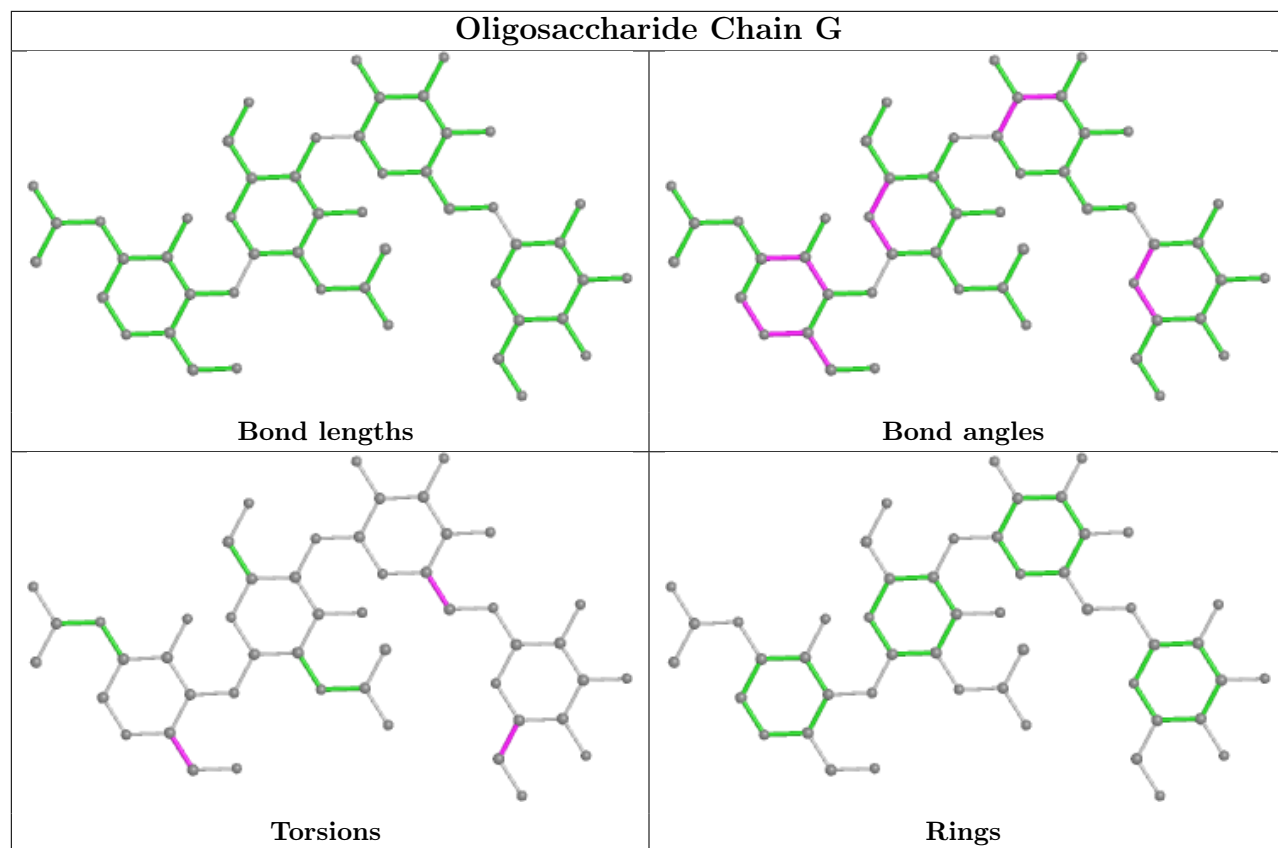 Oligosaccharide Chain G
Bond lengths
Bond angles
Torsions
Rings